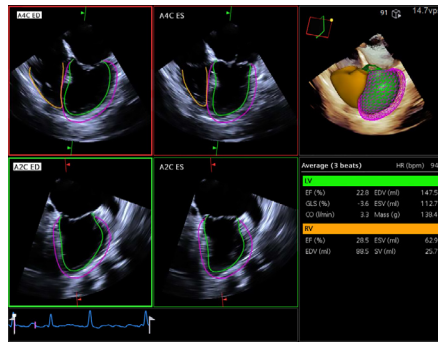 A4C ED
A4C ES
91
14.7vp
A2C ED
A2C ES
Average (3 beats) HR (bpm) 94
LV
EF (%) 22.8 EDV (ml) 147.5
GLS (%) -3.6 ESV (ml) 112.7
CO (l/min) 3.3 Mass (g) 138.4
RV
EF (%) 28.5 ESV (ml) 62.9
EDV (ml) 88.5 SV (ml) 25.7